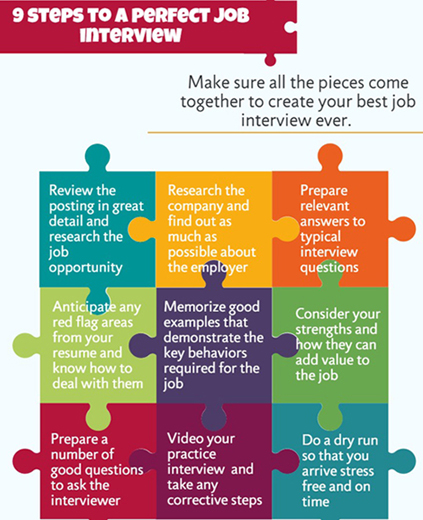 9 STEPS TO A PERFECT JOB
INTERVIEW
Make sure all the pieces come
together to create your best job
interview ever.
Review the
posting in great
detail and
research the
job
opportunity
Research the
company and
find out as
much as
possible about
the employer
Prepare
relevant
answers to
typical
interview
questions
Anticipate any
red flag areas
from your
resume and
know how to
deal with them
Memorize good
examples that
demonstrate the
key behaviors
required for the
job
Consider your
strengths and
how they can
add value to
the job
Prepare a
number of
good questions
to ask the
interviewer
Video your
practice
interview and
take any
corrective steps
Do a dry run
so that you
arrive stress
free and on
time